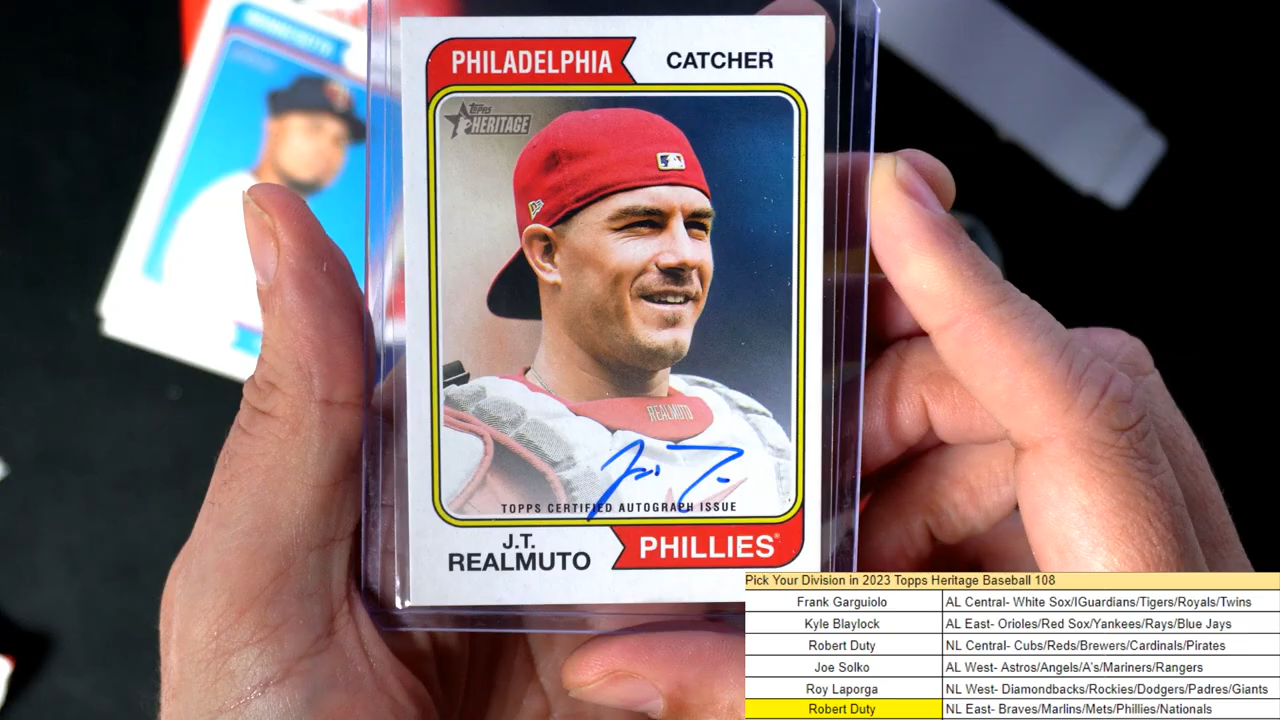 PHILADELPHIA CATCHER
Topps
HERITAGE
REALMUTO
TOPPS CERTIFIED AUTOGRAPH ISSUE
J.T.
REALMUTO
PHILLIES
Pick Your Division in 2023 Topps Heritage Baseball 108
Frank Garguiolo AL Central- White Sox/IGuardians/Tigers/Royals/Twins
Kyle Blaylock AL East- Orioles/Red Sox/Yankees/Rays/Blue Jays
Robert Duty NL Central- Cubs/Reds/Brewers/Cardinals/Pirates
Joe Solko AL West- Astros/Angels/A's/Mariners/Rangers
Roy Laporga NL West- Diamondbacks/Rockies/Dodgers/Padres/Giants
Robert Duty NL East- Braves/Marlins/Mets/Phillies/Nationals